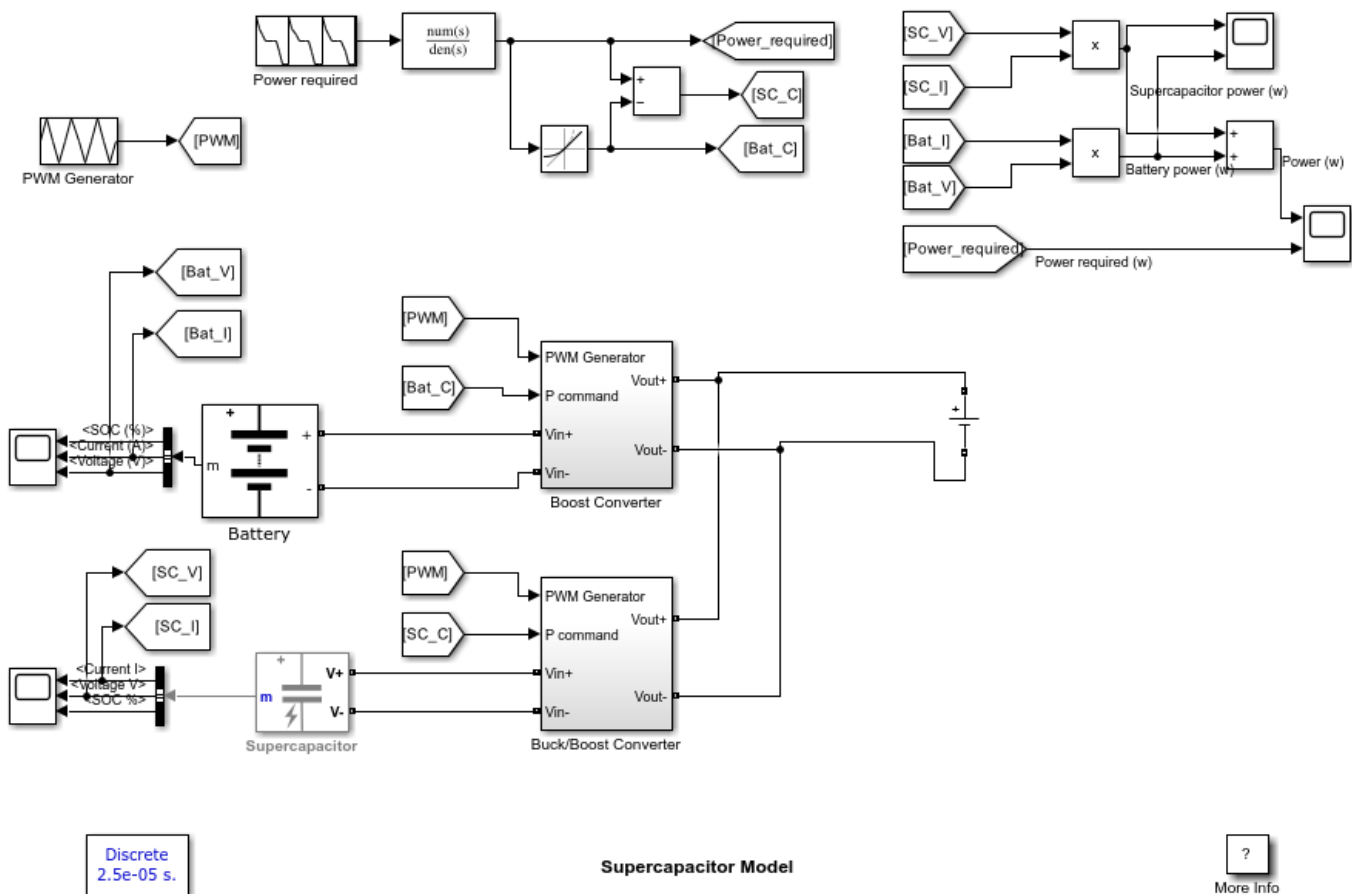 num(s)
den(s)
Power required
[Power_required]
+
−
[SC_C]
[Bat_C]
[PWM]
PWM Generator
[SC_V]
[SC_I]
x
Supercapacitor power (w)
[Bat_I]
[Bat_V]
x
Battery power (w)
+
+
Power (w)
[Power_required]
Power required (w)
[Bat_V]
[Bat_I]
<SOC (%)>
<Current (A)>
<Voltage (V)>
m
+
+
-
Battery
[PWM]
[Bat_C]
PWM Generator
P command
Vin+
Vin-
Vout+
Vout-
Boost Converter
+
[SC_V]
[SC_I]
<Current I>
<Voltage V>
<SOC %>
m
+
V+
V-
Supercapacitor
[PWM]
[SC_C]
PWM Generator
P command
Vin+
Vin-
Vout+
Vout-
Buck/Boost Converter
Discrete
2.5e-05 s.
Supercapacitor Model
?
More Info